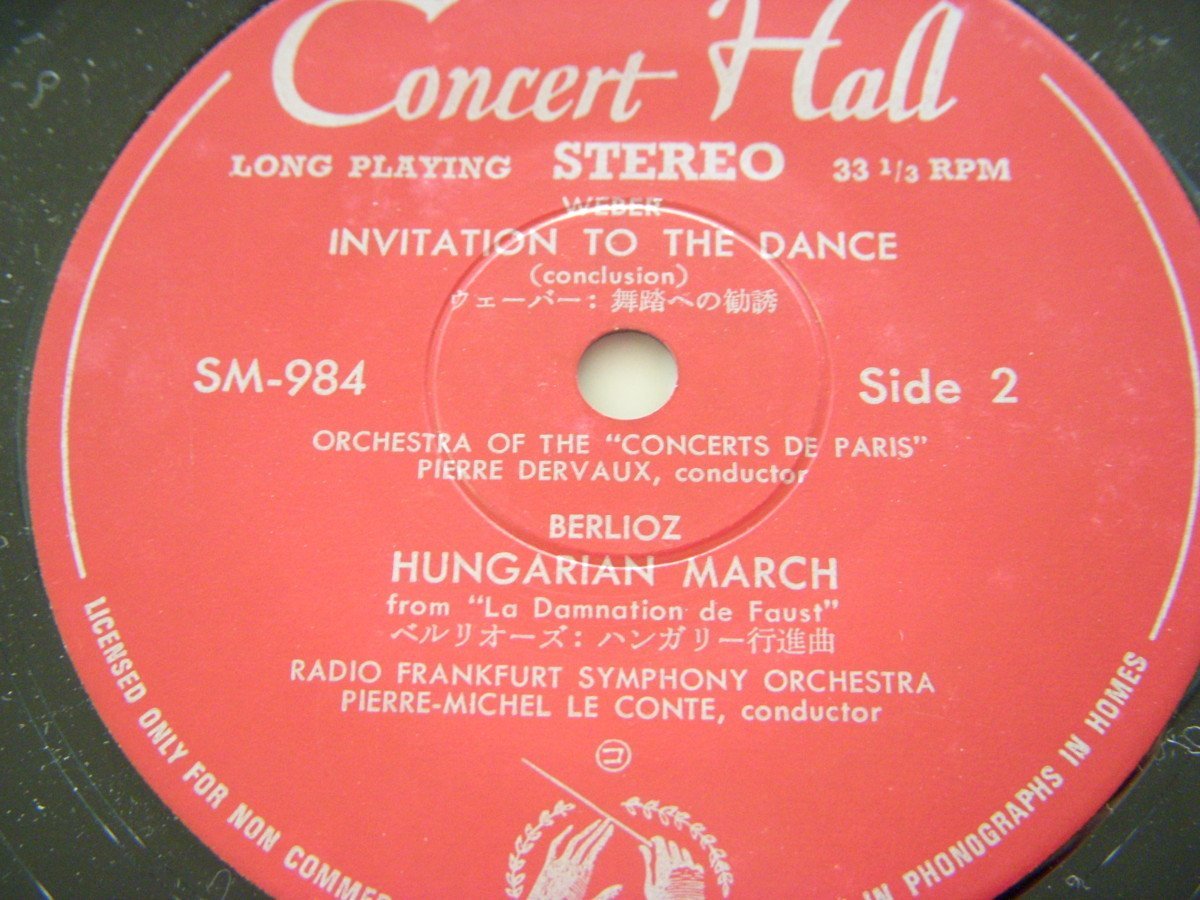 Concert Hall
LONG PLAYING STEREO 33 1/3 RPM
WEBER
INVITATION TO THE DANCE
(conclusion)
ウェーバー: 舞踏への勧誘
SM-984
Side 2
ORCHESTRA OF THE "CONCERTS DE PARIS"
PIERRE DERVAUX, conductor
BERLIOZ
HUNGARIAN MARCH
from "La Damnation de Faust"
ベルリオーズ: ハンガリー行進曲
RADIO FRANKFURT SYMPHONY ORCHESTRA
PIERRE-MICHEL LE CONTE, conductor
コ
LICENSED ONLY FOR NON COMMER
IN PHONOGRAPHS IN HOMES